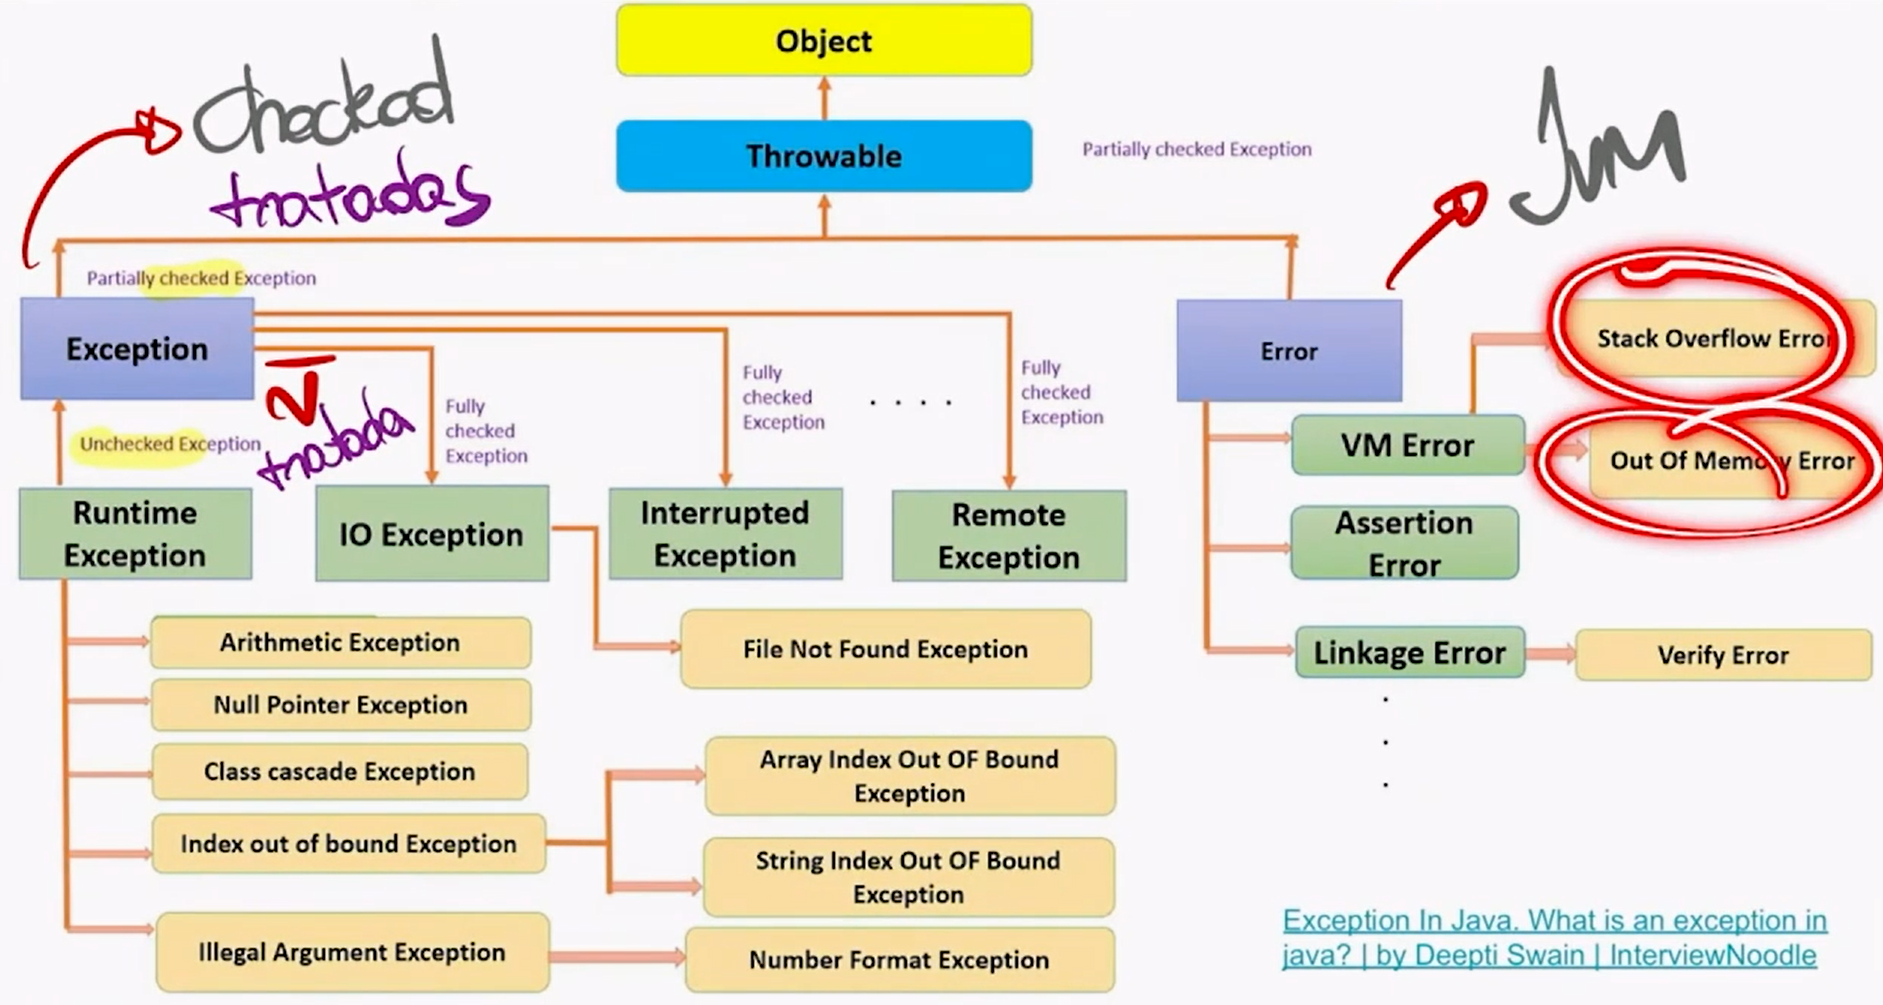 Object
Checked
tratadas
Throwable
Partially checked Exception
Jvm
Partially checked Exception
Exception
Error
Stack Overflow Error
tratada
Fully
checked
Exception
Fully
checked
Exception
. . . .
Fully
checked
Exception
Unchecked Exception
VM Error
Out Of Memory Error
Runtime
Exception
IO Exception
Interrupted
Exception
Remote
Exception
Assertion
Error
Arithmetic Exception
File Not Found Exception
Linkage Error
Verify Error
Null Pointer Exception
Class cascade Exception
Array Index Out OF Bound
Exception
Index out of bound Exception
String Index Out OF Bound
Exception
Illegal Argument Exception
Number Format Exception
Exception In Java. What is an exception in
java? | by Deepti Swain | InterviewNoodle